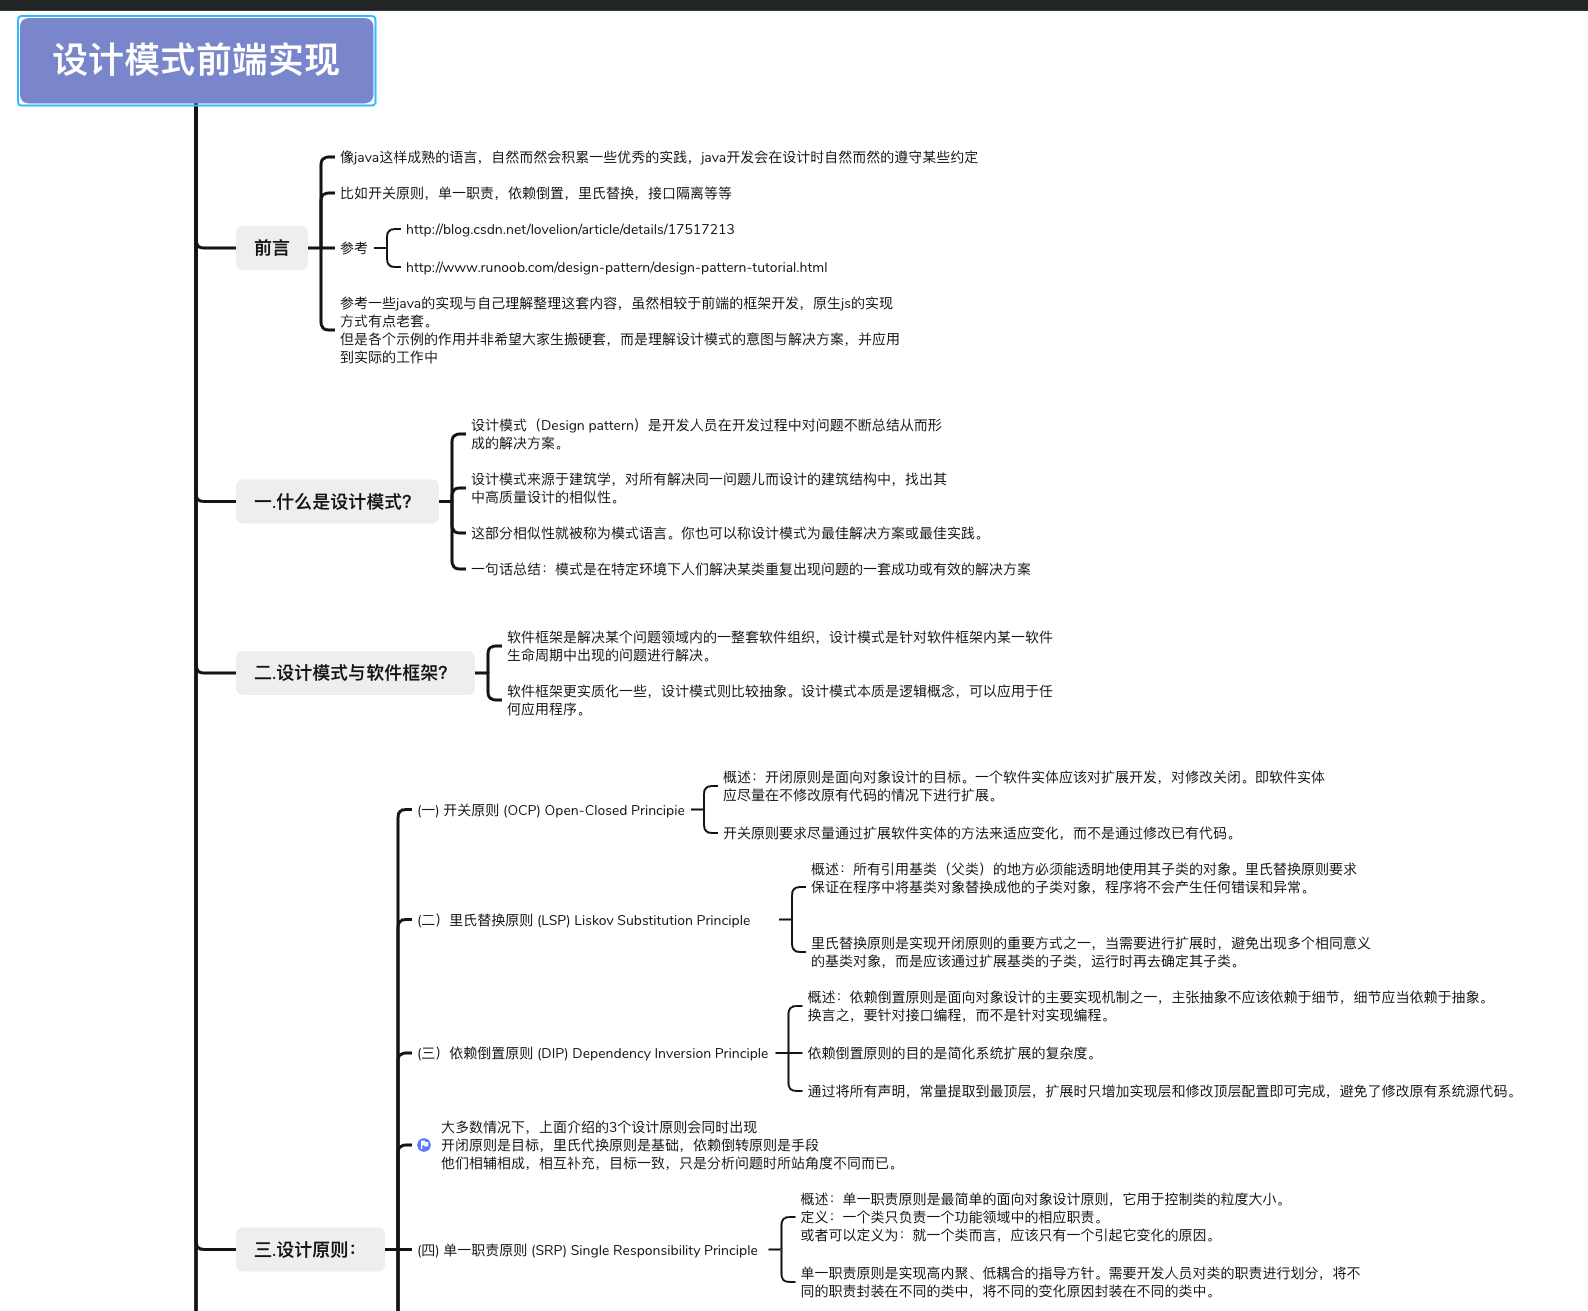 设计模式前端实现
前言
像java这样成熟的语言，自然而然会积累一些优秀的实践，java开发会在设计时自然而然的遵守某些约定
比如开关原则，单一职责，依赖倒置，里氏替换，接口隔离等等
参考
http://blog.csdn.net/lovelion/article/details/17517213
http://www.runoob.com/design-pattern/design-pattern-tutorial.html
参考一些java的实现与自己理解整理这套内容，虽然相较于前端的框架开发，原生js的实现
方式有点老套。
但是各个示例的作用并非希望大家生搬硬套，而是理解设计模式的意图与解决方案，并应用
到实际的工作中
一.什么是设计模式？
设计模式（Design pattern）是开发人员在开发过程中对问题不断总结从而形
成的解决方案。
设计模式来源于建筑学，对所有解决同一问题儿而设计的建筑结构中，找出其
中高质量设计的相似性。
这部分相似性就被称为模式语言。你也可以称设计模式为最佳解决方案或最佳实践。
一句话总结：模式是在特定环境下人们解决某类重复出现问题的一套成功或有效的解决方案
二.设计模式与软件框架？
软件框架是解决某个问题领域内的一整套软件组织，设计模式是针对软件框架内某一软件
生命周期中出现的问题进行解决。
软件框架更实质化一些，设计模式则比较抽象。设计模式本质是逻辑概念，可以应用于任
何应用程序。
三.设计原则：
(一) 开关原则 (OCP) Open-Closed Principie
概述：开闭原则是面向对象设计的目标。一个软件实体应该对扩展开发，对修改关闭。即软件实体
应尽量在不修改原有代码的情况下进行扩展。
开关原则要求尽量通过扩展软件实体的方法来适应变化，而不是通过修改已有代码。
(二）里氏替换原则 (LSP) Liskov Substitution Principle
概述：所有引用基类（父类）的地方必须能透明地使用其子类的对象。里氏替换原则要求
保证在程序中将基类对象替换成他的子类对象，程序将不会产生任何错误和异常。
里氏替换原则是实现开闭原则的重要方式之一，当需要进行扩展时，避免出现多个相同意义
的基类对象，而是应该通过扩展基类的子类，运行时再去确定其子类。
(三）依赖倒置原则 (DIP) Dependency Inversion Principle
概述：依赖倒置原则是面向对象设计的主要实现机制之一，主张抽象不应该依赖于细节，细节应当依赖于抽象。
换言之，要针对接口编程，而不是针对实现编程。
依赖倒置原则的目的是简化系统扩展的复杂度。
通过将所有声明，常量提取到最顶层，扩展时只增加实现层和修改顶层配置即可完成，避免了修改原有系统源代码。
大多数情况下，上面介绍的3个设计原则会同时出现
开闭原则是目标，里氏代换原则是基础，依赖倒转原则是手段
他们相辅相成，相互补充，目标一致，只是分析问题时所站角度不同而已。
(四) 单一职责原则 (SRP) Single Responsibility Principle
概述：单一职责原则是最简单的面向对象设计原则，它用于控制类的粒度大小。
定义：一个类只负责一个功能领域中的相应职责。
或者可以定义为：就一个类而言，应该只有一个引起它变化的原因。
单一职责原则是实现高内聚、低耦合的指导方针。需要开发人员对类的职责进行划分，将不
同的职责封装在不同的类中，将不同的变化原因封装在不同的类中。